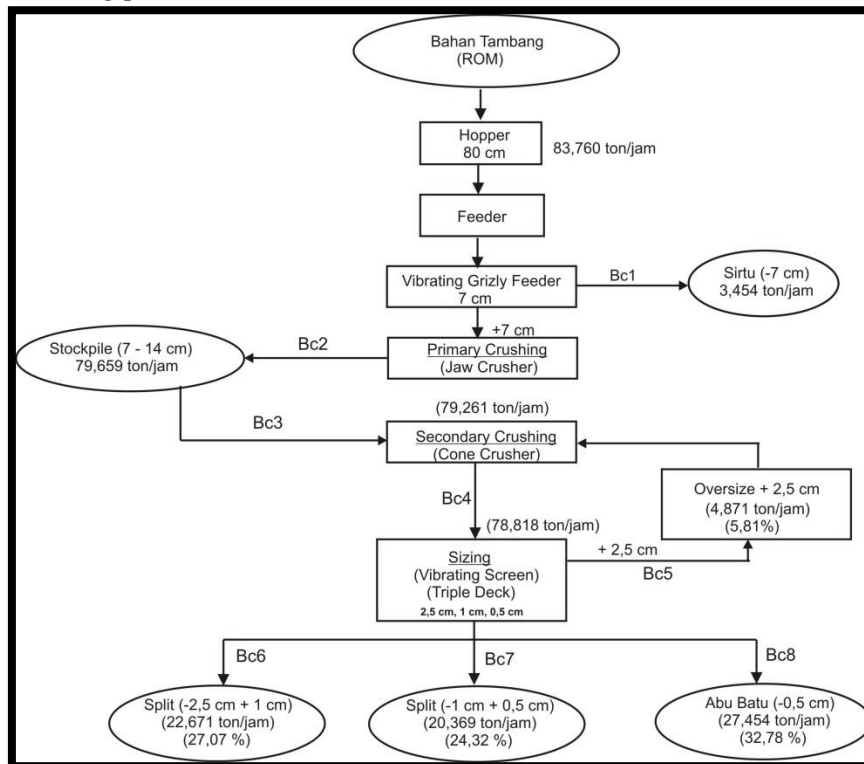 Bahan Tambang
(ROM)
Hopper
80 cm
83,760 ton/jam
Feeder
Vibrating Grizly Feeder
7 cm
Bc1
Sirtu (-7 cm)
3,454 ton/jam
+7 cm
Stockpile (7 - 14 cm)
79,659 ton/jam
Bc2
Primary Crushing
(Jaw Crusher)
(79,261 ton/jam)
Bc3
Secondary Crushing
(Cone Crusher)
Bc4
Oversize + 2,5 cm
(4,871 ton/jam)
(5,81%)
(78,818 ton/jam)
Sizing
(Vibrating Screen)
(Triple Deck)
2,5 cm, 1 cm, 0,5 cm
+ 2,5 cm
Bc5
Bc6
Bc7
Bc8
Split (-2,5 cm + 1 cm)
(22,671 ton/jam)
(27,07 %)
Split (-1 cm + 0,5 cm)
(20,369 ton/jam)
(24,32 %)
Abu Batu (-0,5 cm)
(27,454 ton/jam)
(32,78 %)